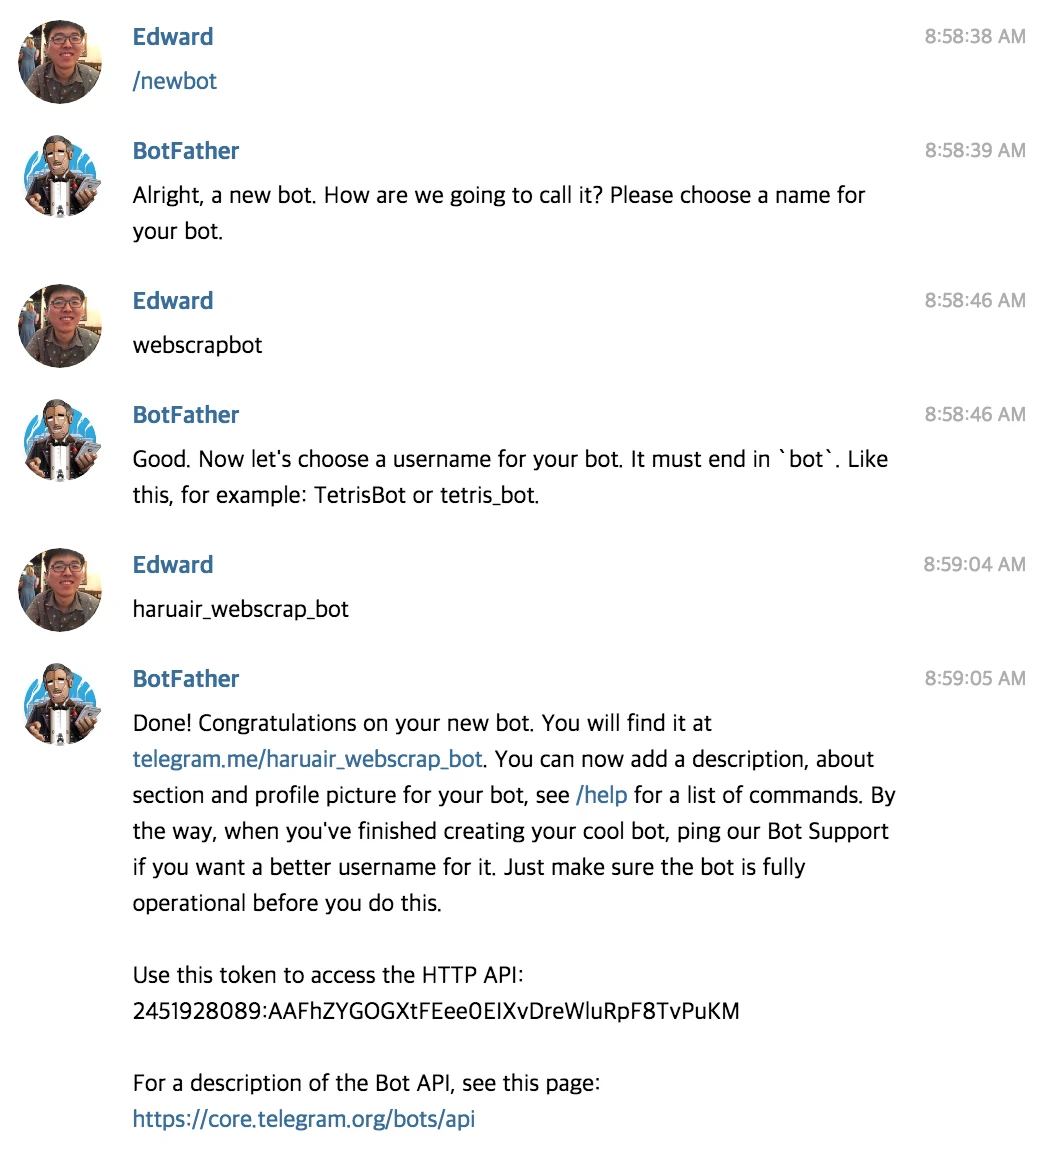 Edward 8:58:38 AM
/newbot
BotFather 8:58:39 AM
Alright, a new bot. How are we going to call it? Please choose a name for
your bot.
Edward 8:58:46 AM
webscrapbot
BotFather 8:58:46 AM
Good. Now let's choose a username for your bot. It must end in `bot`. Like
this, for example: TetrisBot or tetris_bot.
Edward 8:59:04 AM
haruair_webscrap_bot
BotFather 8:59:05 AM
Done! Congratulations on your new bot. You will find it at
telegram.me/haruair_webscrap_bot. You can now add a description, about
section and profile picture for your bot, see /help for a list of commands. By
the way, when you've finished creating your cool bot, ping our Bot Support
if you want a better username for it. Just make sure the bot is fully
operational before you do this.
Use this token to access the HTTP API:
2451928089:AAFhZYGOGXtFEee0EIXvDreWluRpF8TvPuKM
For a description of the Bot API, see this page:
https://core.telegram.org/bots/api